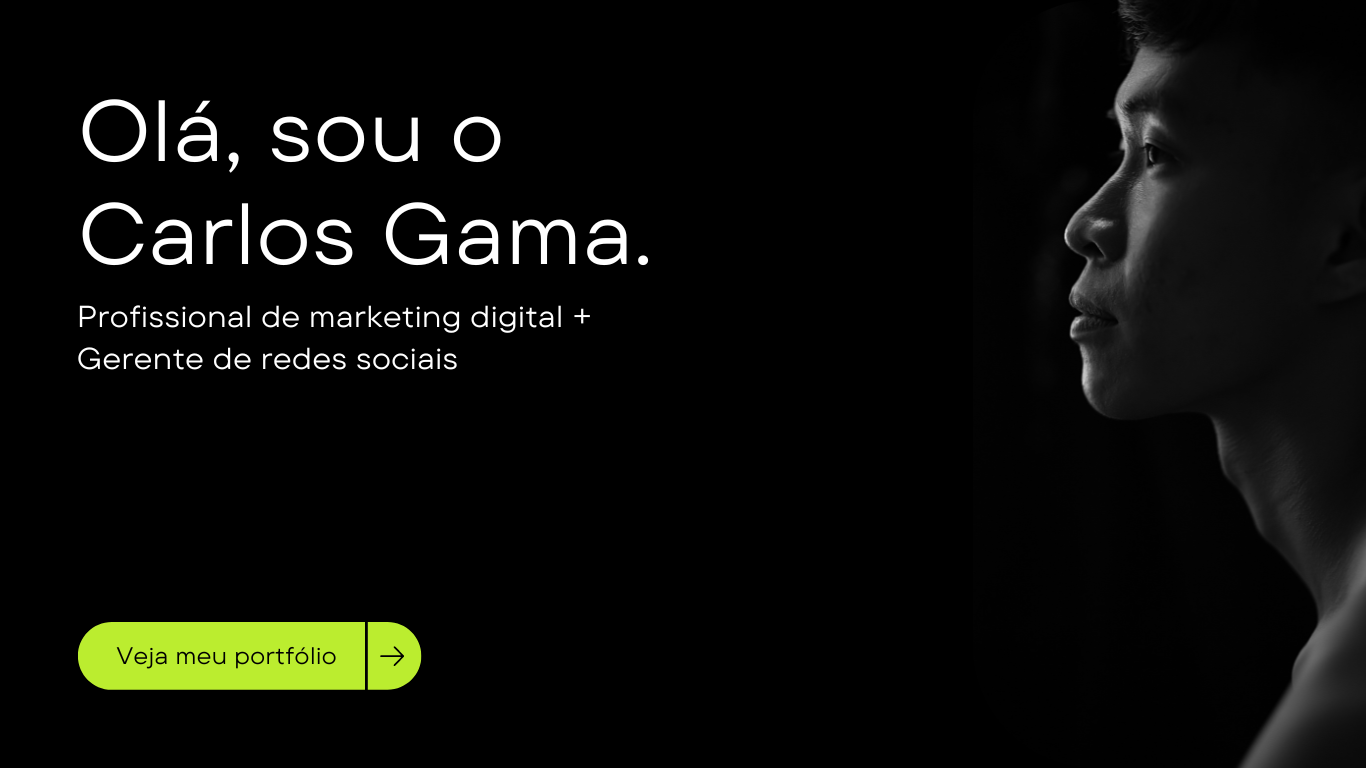 Olá, sou o
Carlos Gama.
Profissional de marketing digital +
Gerente de redes sociais
Veja meu portfólio